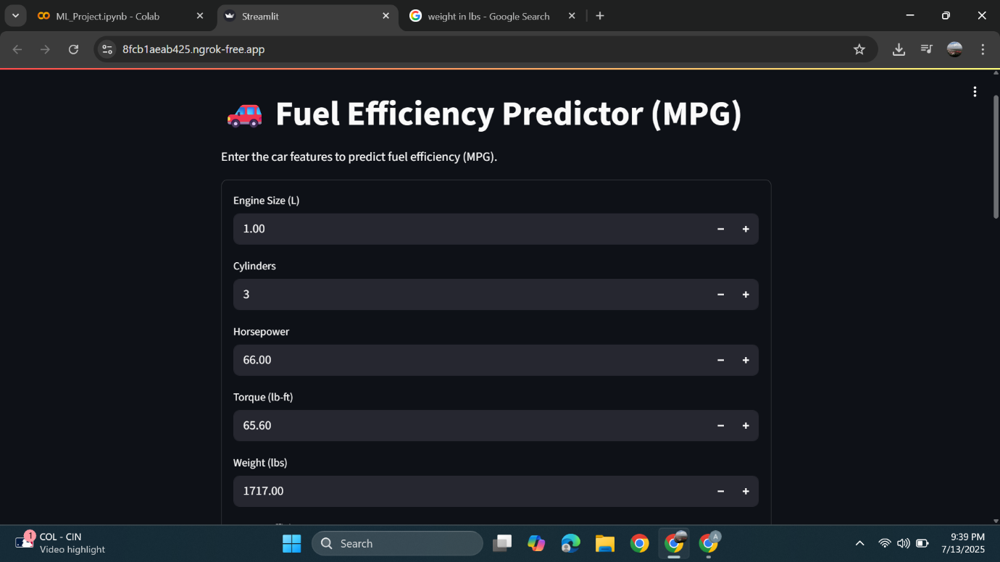 ML_Project.ipynb - Colab
Streamlit
weight in lbs - Google Search
8fcb1aeab425.ngrok-free.app
Fuel Efficiency Predictor (MPG)
Enter the car features to predict fuel efficiency (MPG).
Engine Size (L)
1.00
Cylinders
3
Horsepower
66.00
Torque (lb-ft)
65.60
Weight (lbs)
1717.00
1
COL - CIN
Video highlight
Search
A
9:39 PM
7/13/2025